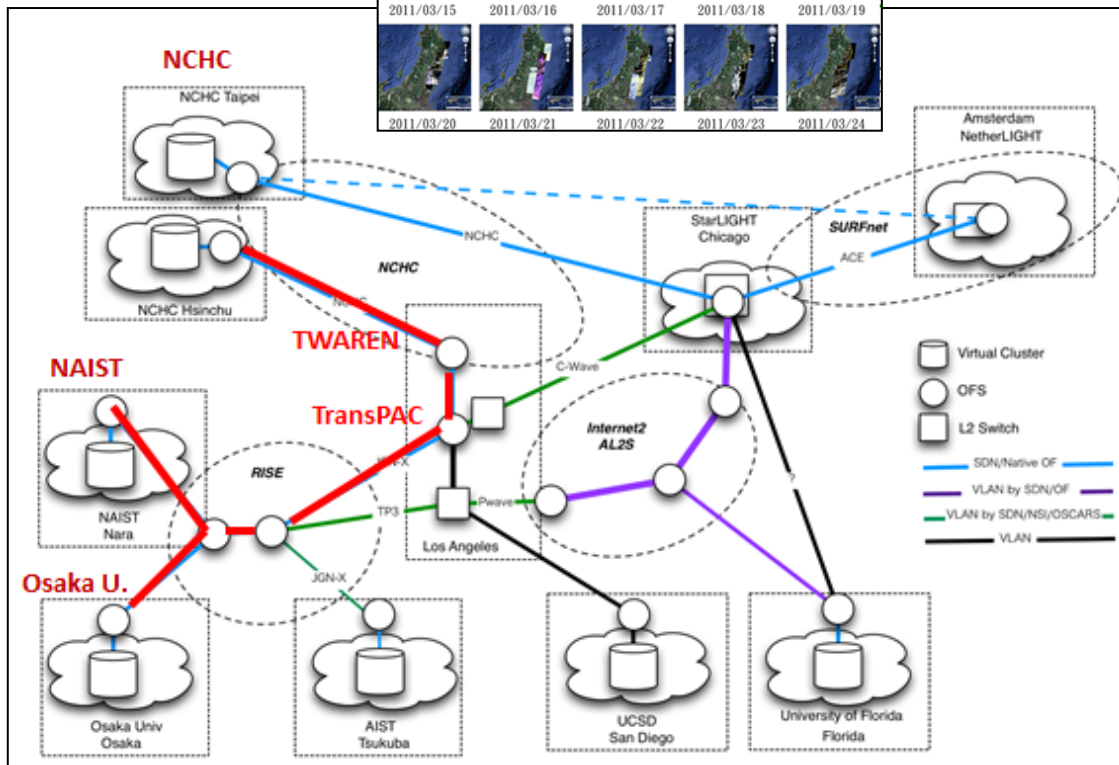 2011/03/15 2011/03/16 2011/03/17 2011/03/18 2011/03/19
2011/03/20 2011/03/21 2011/03/22 2011/03/23 2011/03/24
NCHC
NCHC Taipei
Amsterdam
NetherLIGHT
StarLIGHT
Chicago
SURFnet
NCHC
ACE
NCHC
NCHC Hsinchu
TWAREN
C-Wave
Virtual Cluster
OFS
L2 Switch
NAIST
TransPAC
Internet2
AL2S
RISE
SDN/Native OF
VLAN by SDN/OF
VLAN by SDN/NSI/OSCARS
VLAN
?
NAIST
Nara
TP3
Pwave
Los Angeles
Osaka U.
JGN-X
Osaka Univ
Osaka
AIST
Tsukuba
UCSD
San Diego
University of Florida
Florida